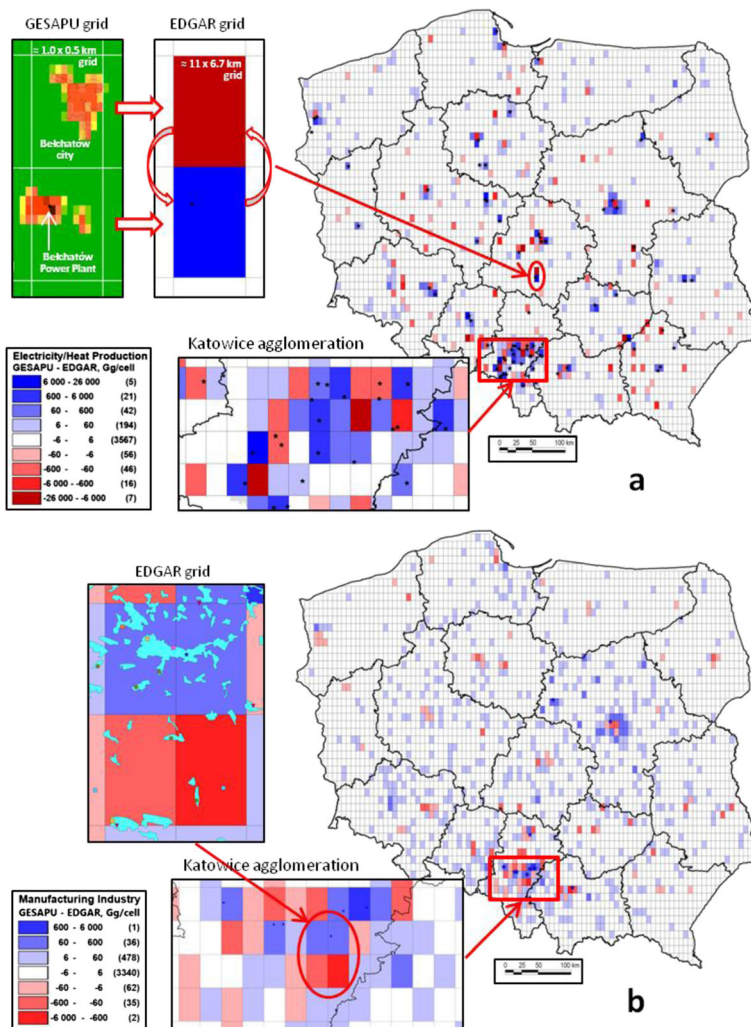 GESAPU grid
EDGAR grid
≈ 1.0 x 0.5 km
grid
≈ 11 x 6.7 km
grid
Bełchatów
city
Bełchatów
Power Plant
Katowice agglomeration
Electricity/Heat Production
GESAPU - EDGAR, Gg/cell
6 000 - 26 000 (5)
600 - 6 000 (21)
60 - 600 (42)
6 - 60 (194)
-6 - 6 (3567)
-60 - -6 (56)
-600 - -60 (46)
-6 000 - -600 (16)
-26 000 - -6 000 (7)
0 25 50 100 km
a
EDGAR grid
Katowice agglomeration
Manufacturing Industry
GESAPU - EDGAR, Gg/cell
600 - 6 000 (1)
60 - 600 (36)
6 - 60 (478)
-6 - 6 (3340)
-60 - -6 (62)
-600 - -60 (35)
-6 000 - -600 (2)
0 25 50 100 km
b